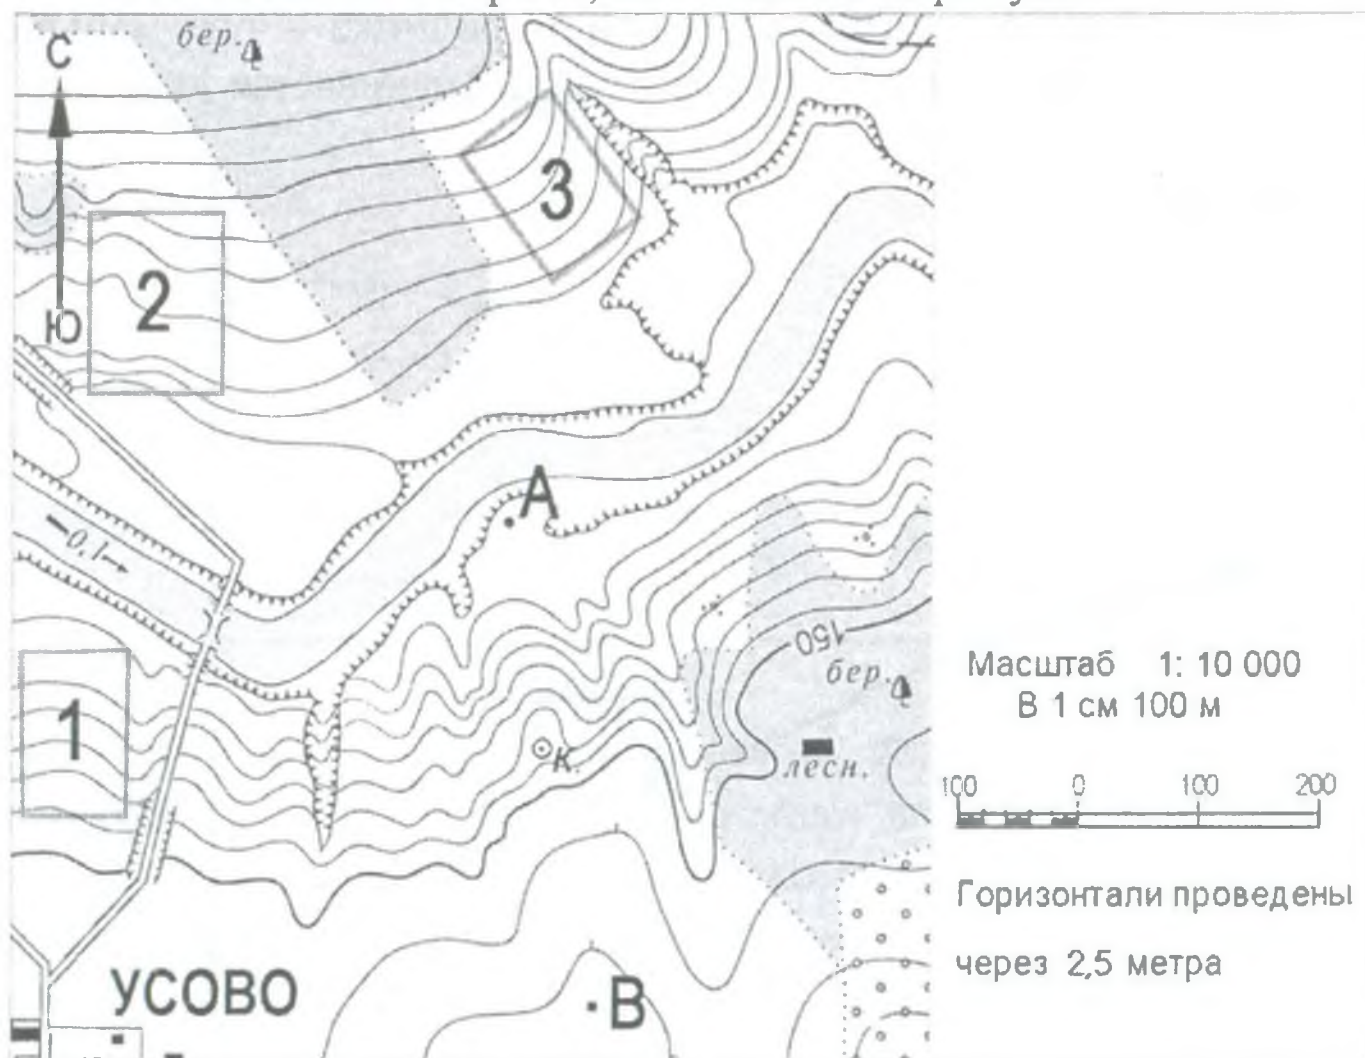 бер.
С
3
2
Ю
А
0,1
150
бер.
К.
лесн.
1
Масштаб 1: 10 000
В 1 см 100 м
100 0 100 200
Горизонтали проведены
через 2,5 метра
УСОВО
В